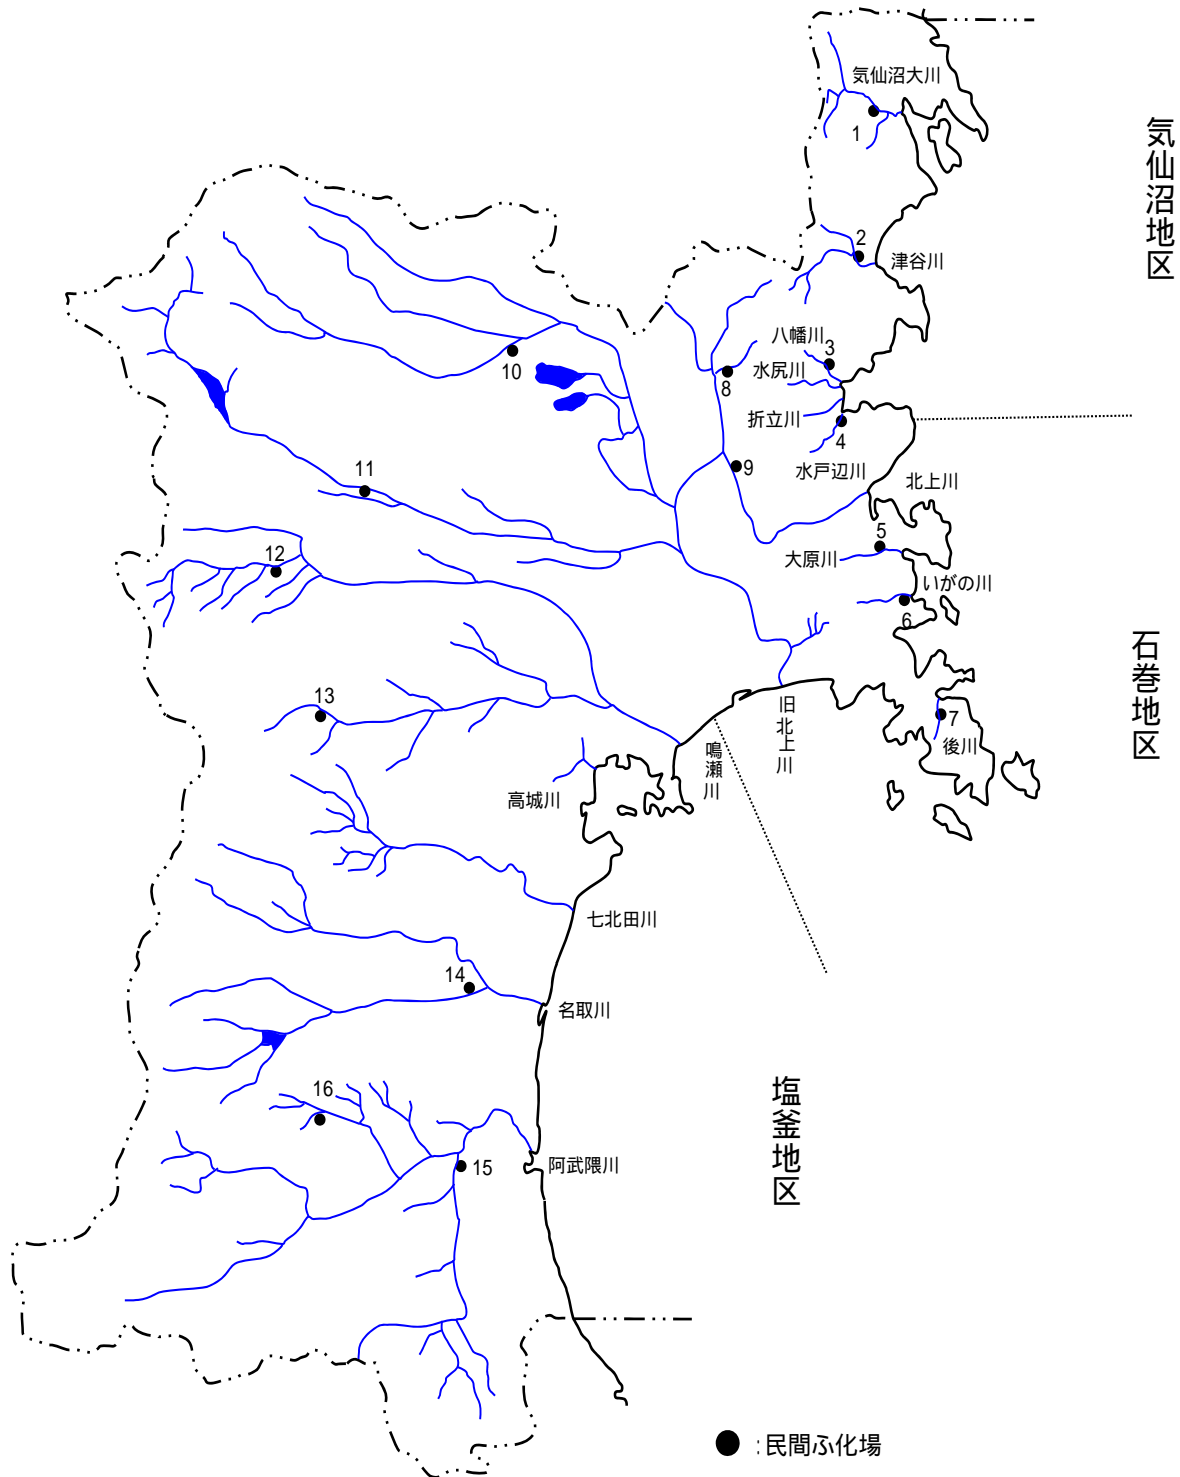 気仙沼大川
1
気仙沼地区
2
津谷川
八幡川
3
水尻川
10
8
折立川
4
9
水戸辺川
11
北上川
5
12
大原川
いがの川
6
石巻地区
13
旧北上川
7
後川
鳴瀬川
高城川
七北田川
14
名取川
16
塩釜地区
15
阿武隈川
:民間ふ化場